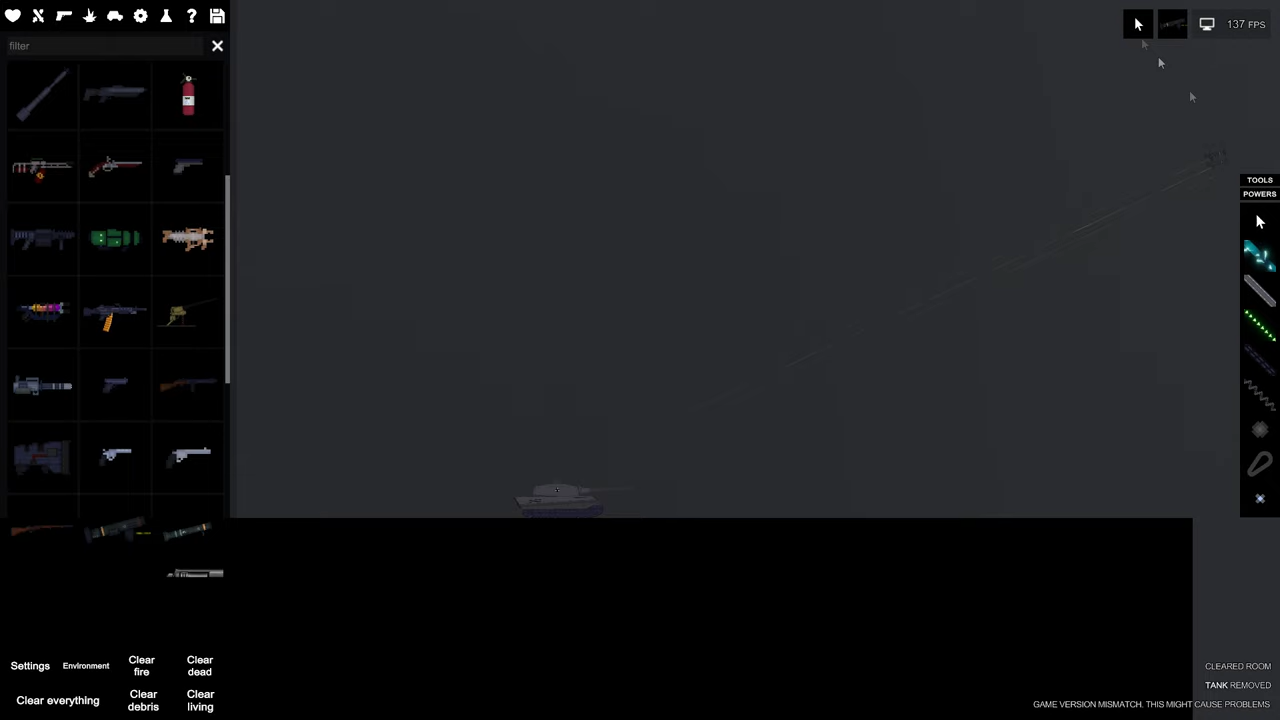 137 FPS
filter
TOOLS
POWERS
Settings
Environment
Clear
fire
Clear
dead
Clear everything
Clear
debris
Clear
living
CLEARED ROOM
TANK REMOVED
GAME VERSION MISMATCH. THIS MIGHT CAUSE PROBLEMS